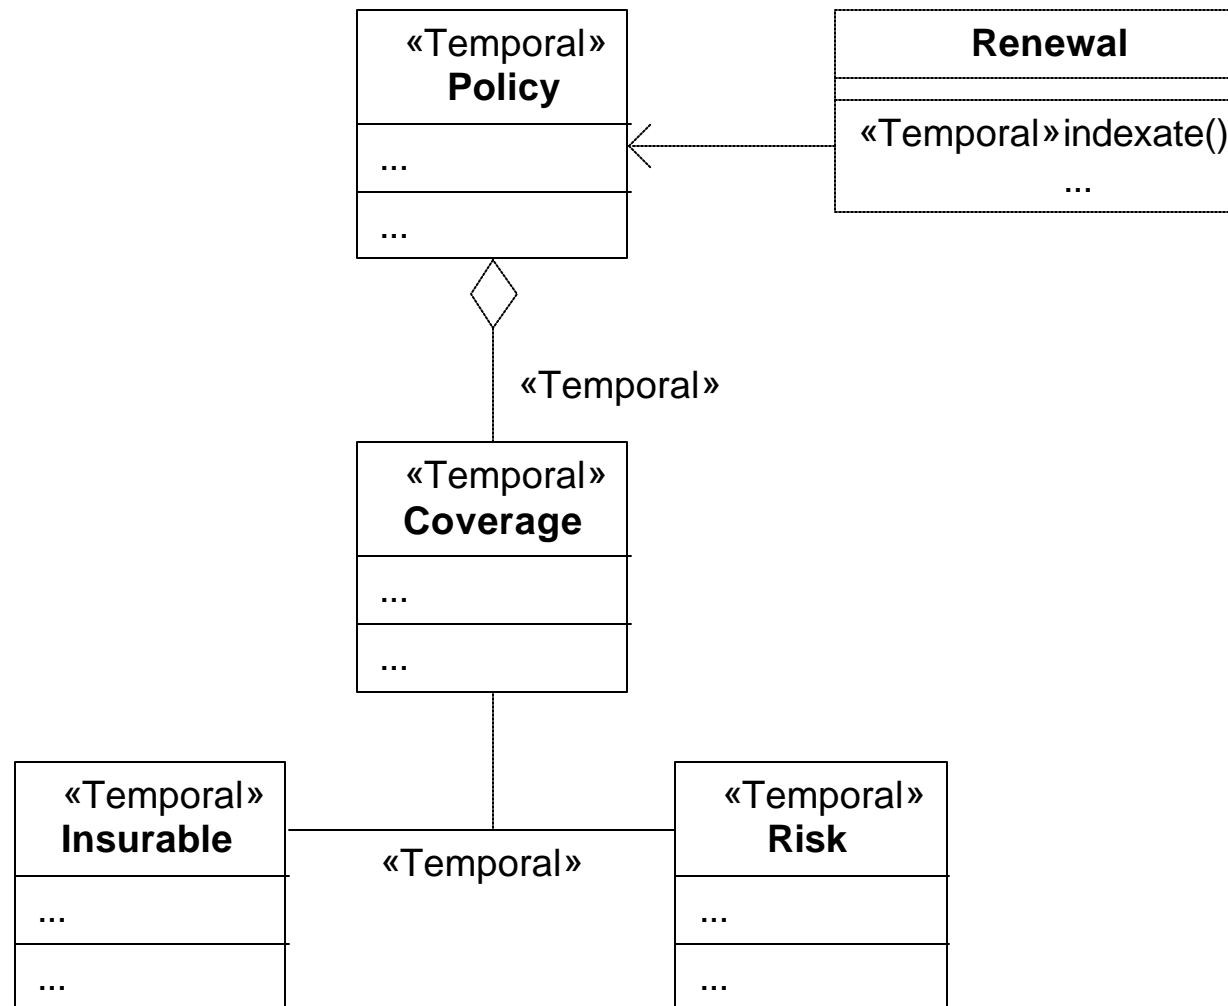 «Temporal»
Policy
...
...
Renewal
«Temporal»indexate()
...
«Temporal»
«Temporal»
Coverage
...
...
«Temporal»
Insurable
...
...
«Temporal»
«Temporal»
Risk
...
...